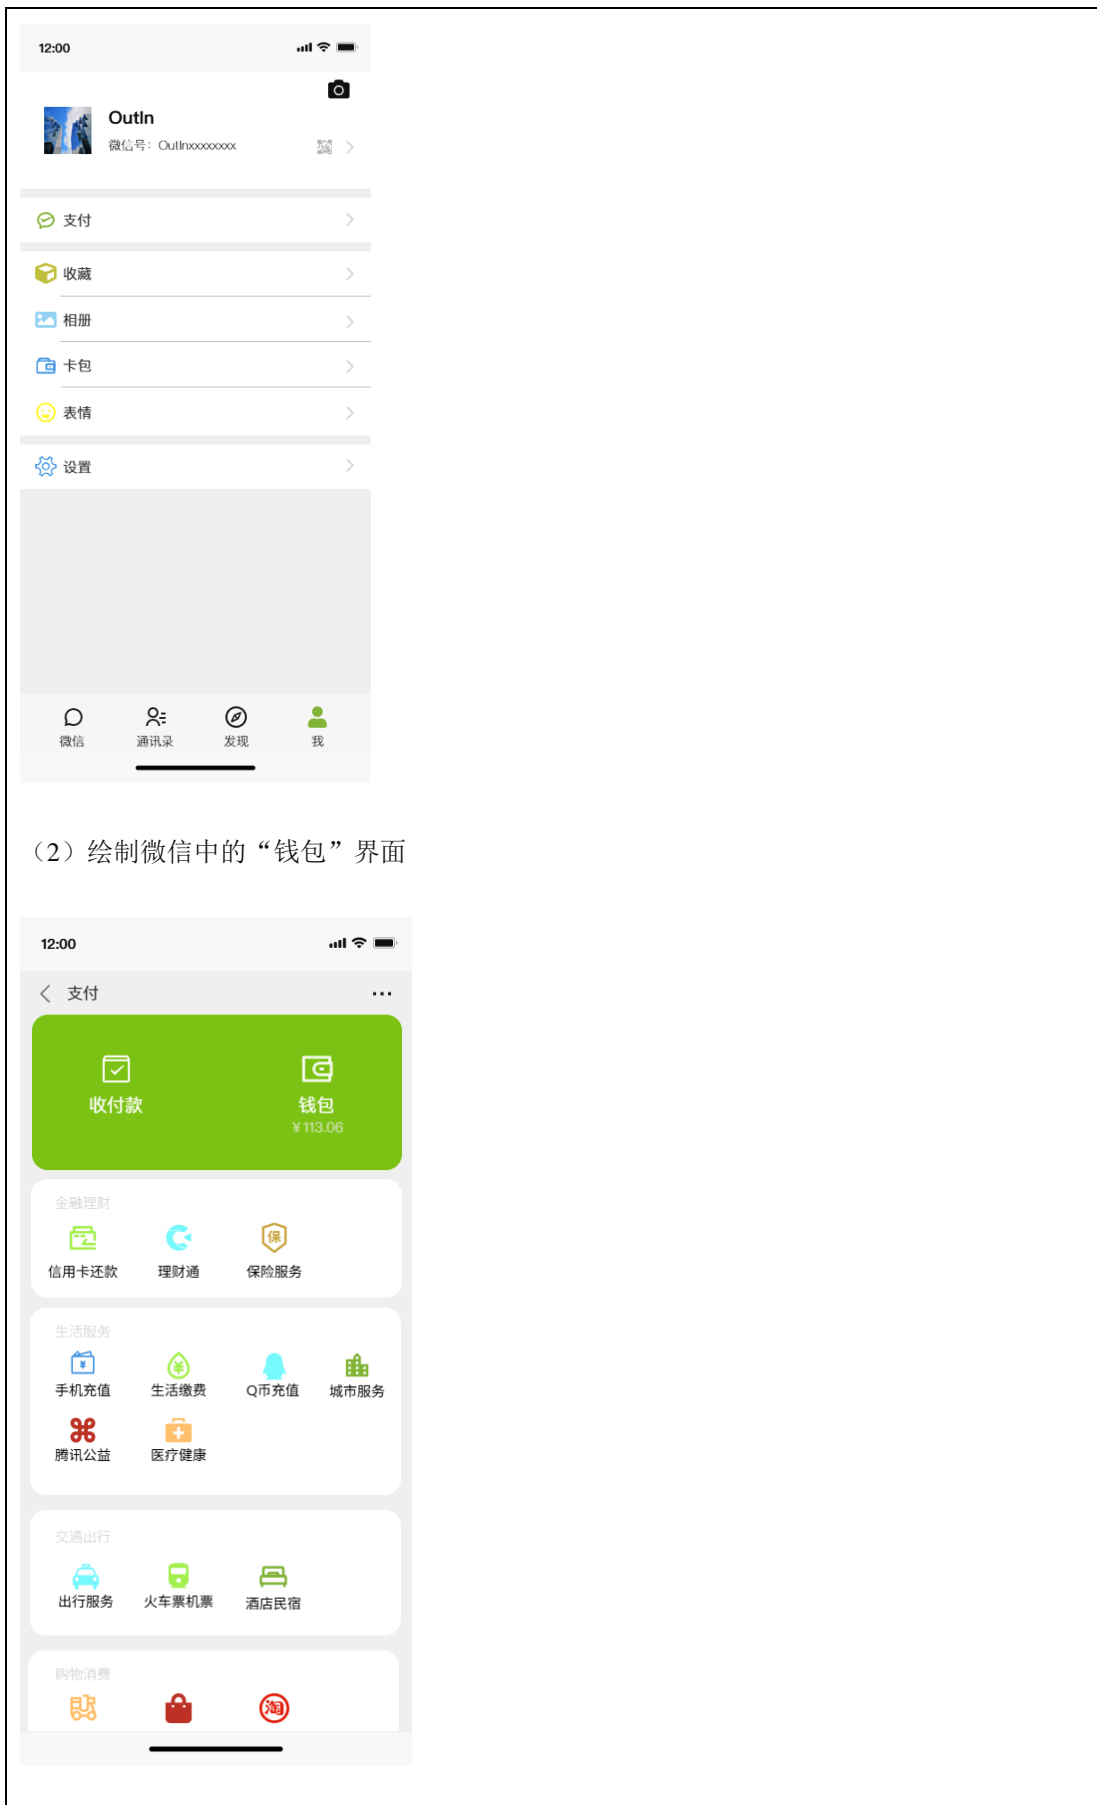 12:00
OutIn
微信号：OutInxxxxxxxx
支付
收藏
相册
卡包
表情
设置
微信 通讯录 发现 我
（2）绘制微信中的“钱包”界面
12:00
支付
收付款 钱包
￥113.06
金融理财
保
信用卡还款 理财通 保险服务
生活服务
手机充值 生活缴费 Q币充值 城市服务
腾讯公益 医疗健康
交通出行
出行服务 火车票机票 酒店民宿
购物消费
淘